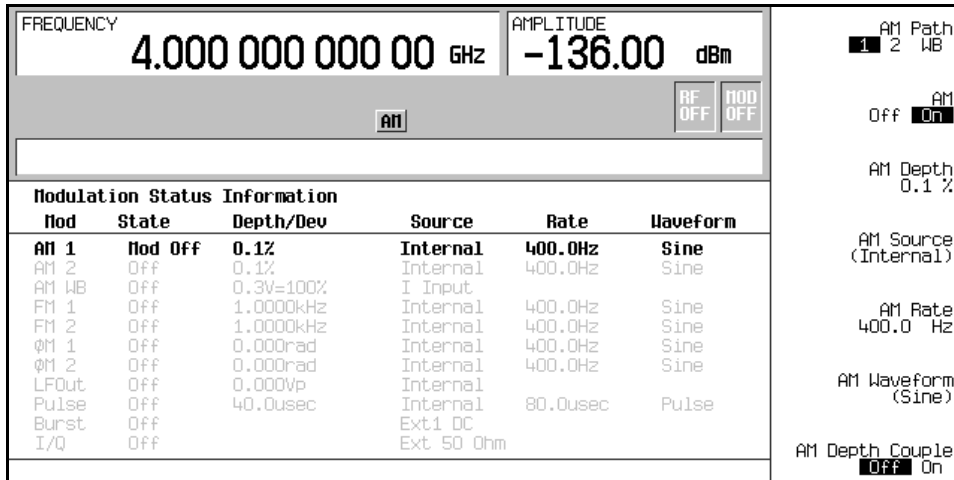 FREQUENCY
4.000 000 000 00 GHz
AMPLITUDE
-136.00 dBm
AM
RF OFF
MOD OFF
Modulation Status Information
Mod State Depth/Dev Source Rate Waveform
AM 1 Mod Off 0.1% Internal 400.0Hz Sine
AM 2 Off 0.1% Internal 400.0Hz Sine
AM WB Off 0.3V=100% I Input
FM 1 Off 1.0000kHz Internal 400.0Hz Sine
FM 2 Off 1.0000kHz Internal 400.0Hz Sine
ΦM 1 Off 0.000rad Internal 400.0Hz Sine
ΦM 2 Off 0.000rad Internal 400.0Hz Sine
LFOut Off 0.000Vp Internal
Pulse Off 40.0usec Internal 80.0usec Pulse
Burst Off Ext1 DC
I/Q Off Ext 50 Ohm
AM Path
1 2 WB
AM
Off On
AM Depth
0.1 %
AM Source
(Internal)
AM Rate
400.0 Hz
AM Waveform
(Sine)
AM Depth Couple
Off On